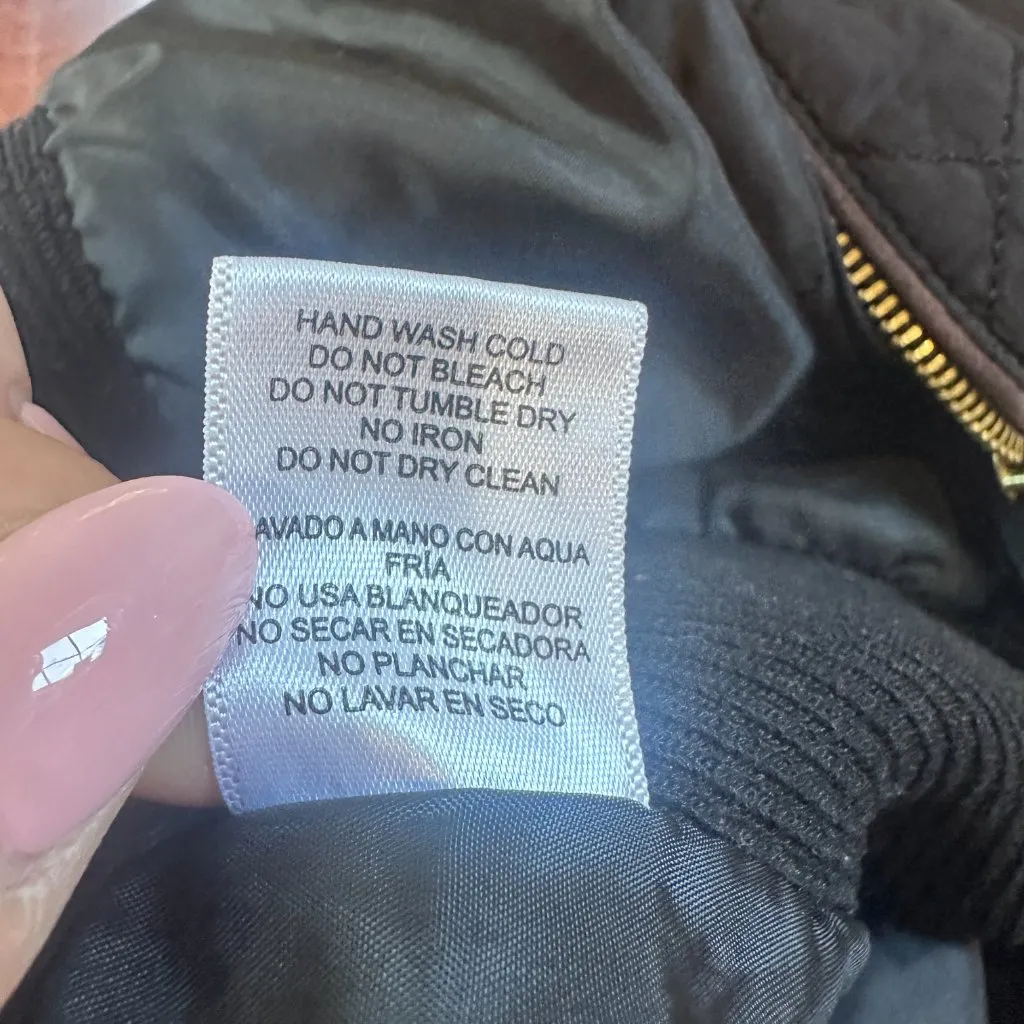 HAND WASH COLD
DO NOT BLEACH
DO NOT TUMBLE DRY
NO IRON
DO NOT DRY CLEAN
AVADO A MANO CON AQUA
FRÍA
NO USA BLANQUEADOR
NO SECAR EN SECADORA
NO PLANCHAR
NO LAVAR EN SECO